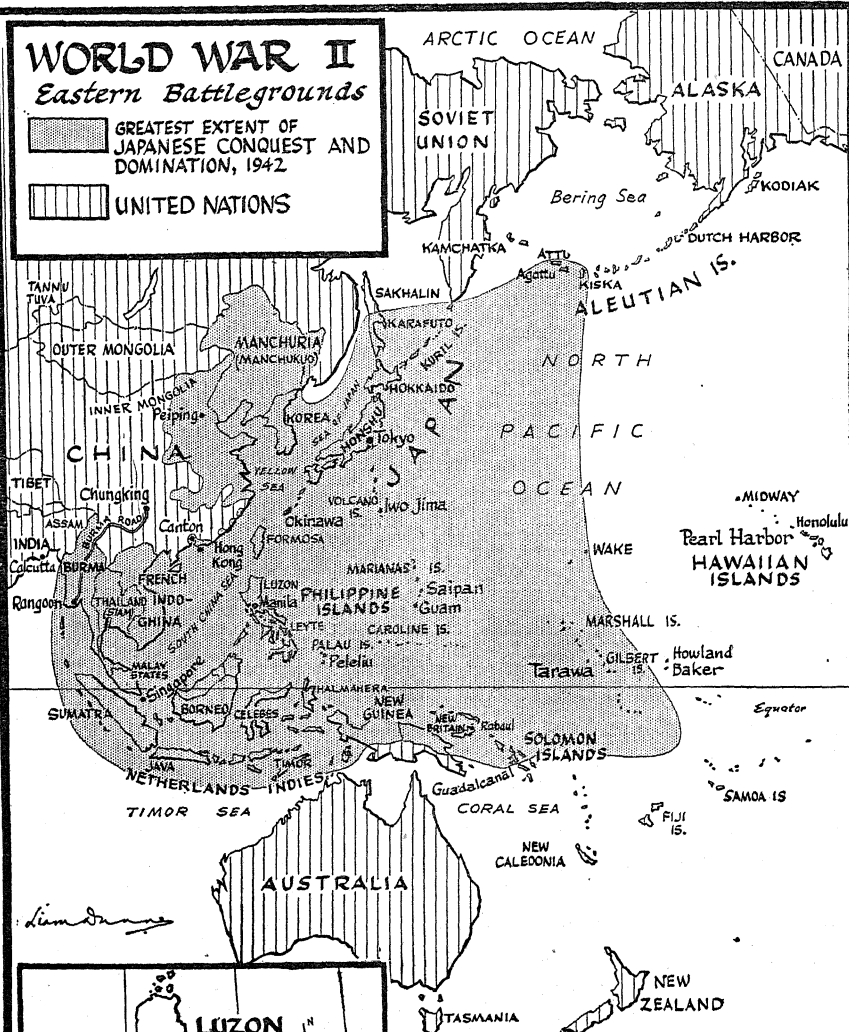 WORLD WAR II
Eastern Battlegrounds
GREATEST EXTENT OF
JAPANESE CONQUEST AND
DOMINATION, 1942
UNITED NATIONS
ARCTIC OCEAN
CANADA
ALASKA
SOVIET
UNION
Bering Sea
KODIAK
DUTCH HARBOR
KAMCHATKA
ATTU
Agattu
KISKA
ALEUTIAN IS.
TANNU
TUVA
SAKHALIN
KARAFUTO
KURIL IS.
OUTER MONGOLIA
MANCHURIA
(MANCHUKUO)
INNER MONGOLIA
Peiping
HOKKAIDO
KOREA
SEA OF JAPAN
HONSHU
Tokyo
JAPAN
NORTH
PACIFIC
OCEAN
CHINA
YELLOW
SEA
TIBET
Chungking
ASSAM
BURMA ROAD
VOLCANO
IS.
Iwo Jima
Okinawa
MIDWAY
Honolulu
Pearl Harbor
HAWAIIAN
ISLANDS
Canton
Hong
Kong
FORMOSA
INDIA
Calcutta
BURMA
WAKE
FRENCH
INDO-
CHINA
MARIANAS IS.
Saipan
Guam
Rangoon
THAILAND
(SIAM)
SOUTH CHINA SEA
LUZON
Manila
PHILIPPINE
ISLANDS
LEYTE
CAROLINE IS.
MARSHALL IS.
PALAU IS.
Peleliu
GILBERT
IS.
Howland
Baker
Tarawa
MALAY
STATES
Singapore
HALMAHERA
SUMATRA
BORNEO
CELEBES
NEW
GUINEA
NEW
BRITAIN
Rabaul
Equator
SOLOMON
ISLANDS
JAVA
TIMOR
NETHERLANDS INDIES
Guadalcanal
SAMOA IS
TIMOR SEA
CORAL SEA
FIJI
IS.
NEW
CALEDONIA
AUSTRALIA
Liam Dunne
NEW
ZEALAND
TASMANIA
LUZON
N